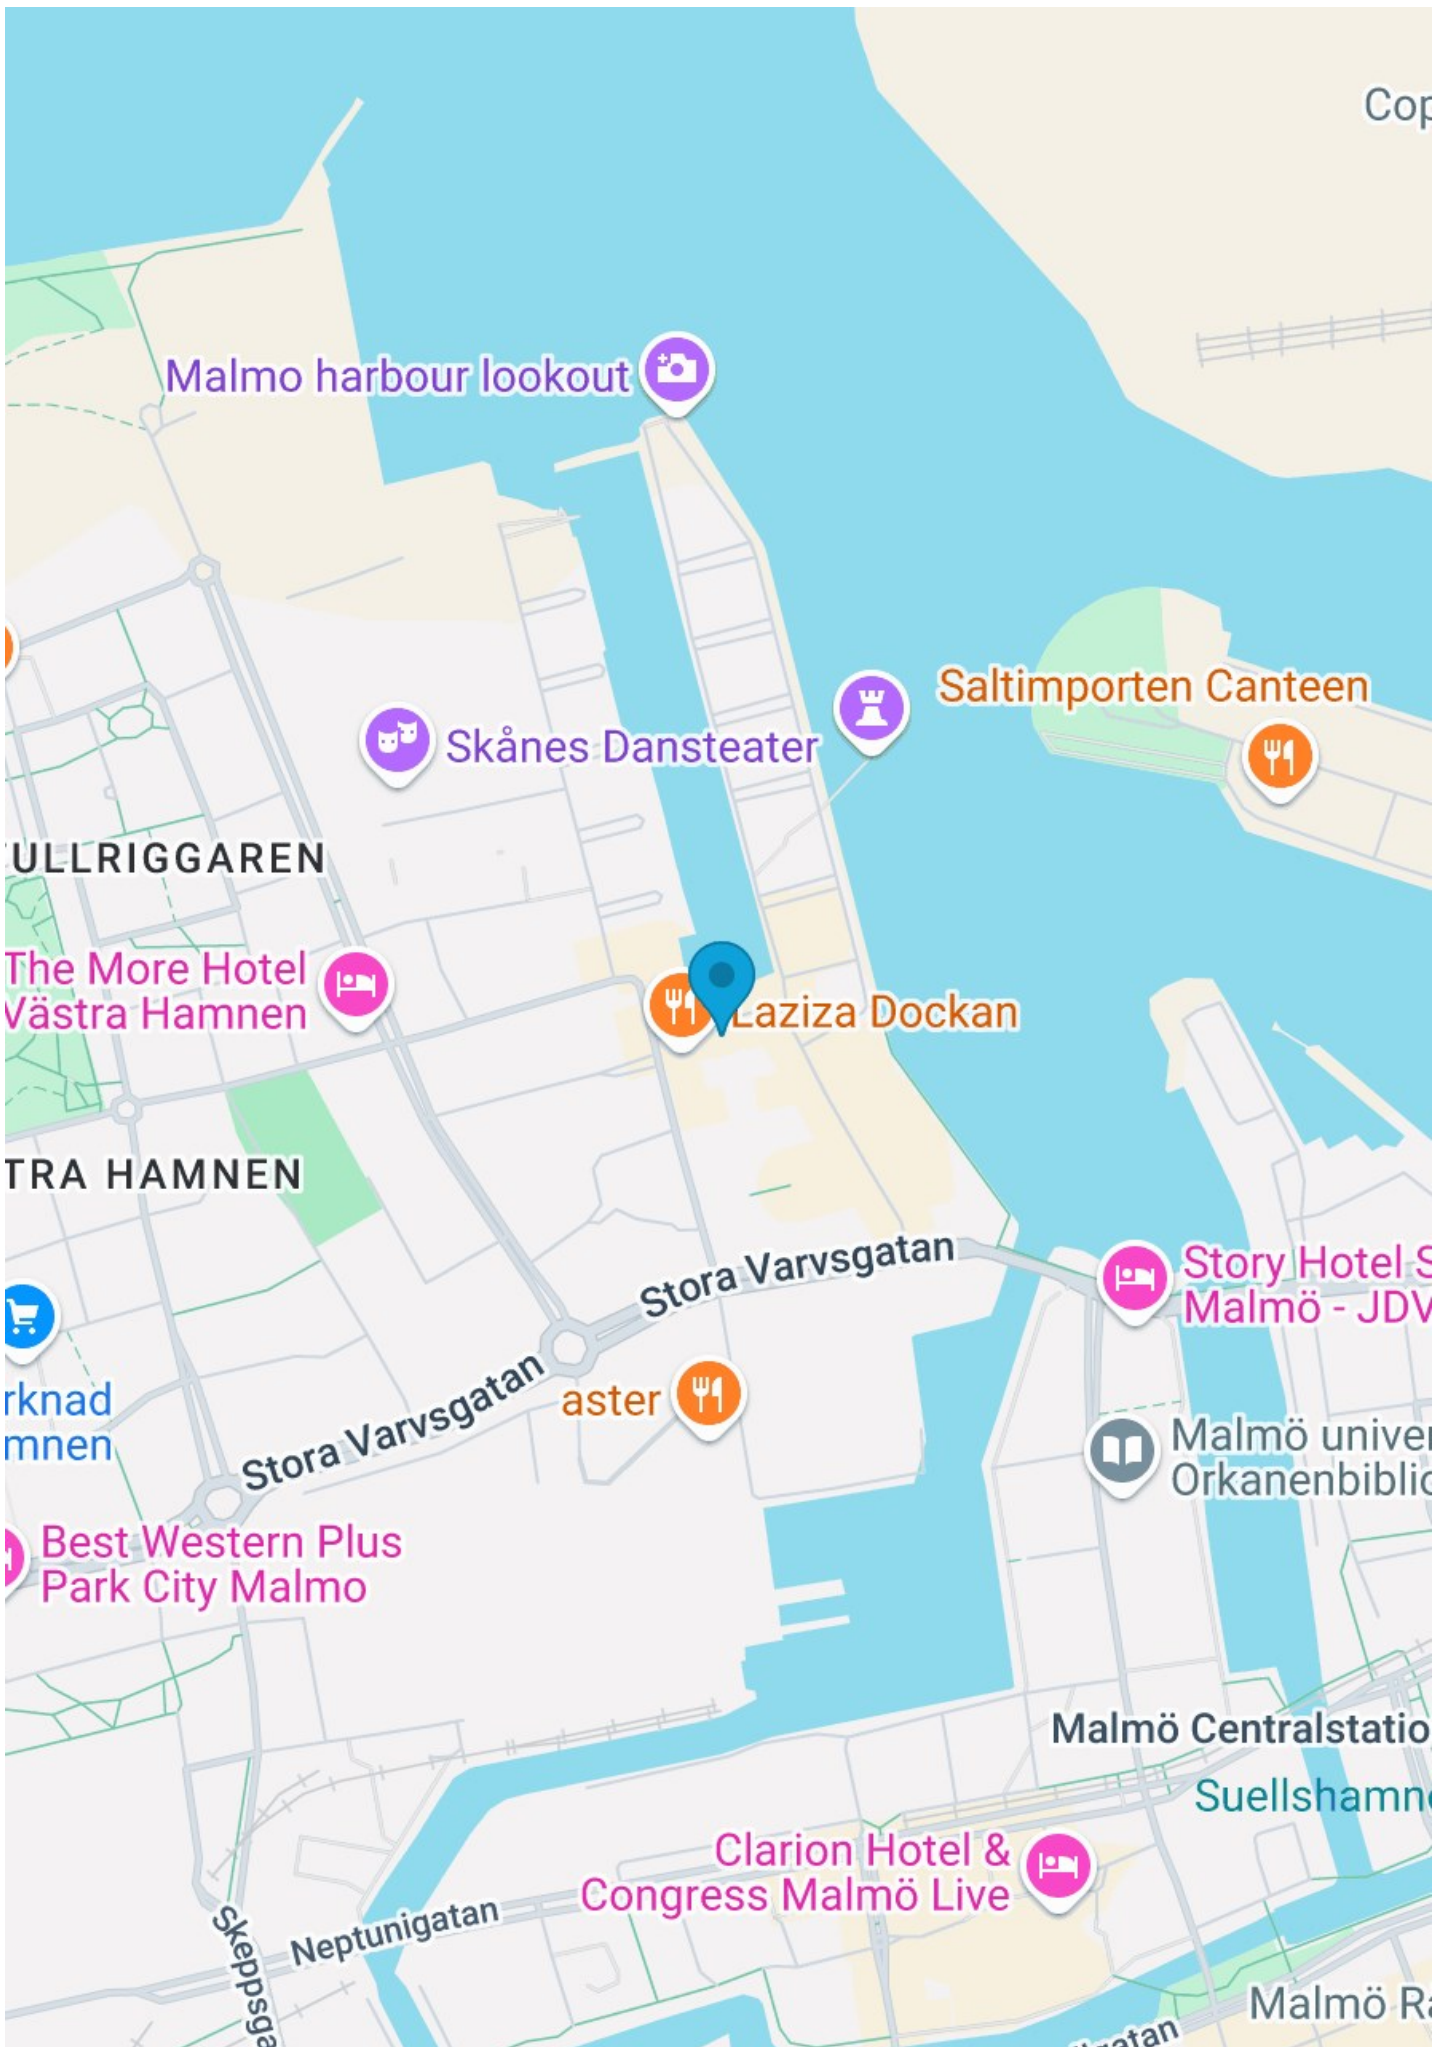 Cop
Malmo harbour lookout
Saltimporten Canteen
Skånes Dansteater
ULLRIGGAREN
The More Hotel
Västra Hamnen
Laziza Dockan
TRA HAMNEN
Stora Varvsgatan
Story Hotel S
Malmö - JDV
Stora Varvsgatan
aster
rknad
mnen
Malmö univer
Orkanenbiblio
Best Western Plus
Park City Malmo
Malmö Centralstatio
Suellshamn
Clarion Hotel &
Congress Malmö Live
Neptunigatan
Skeppsga
Malmö Ra
gatan